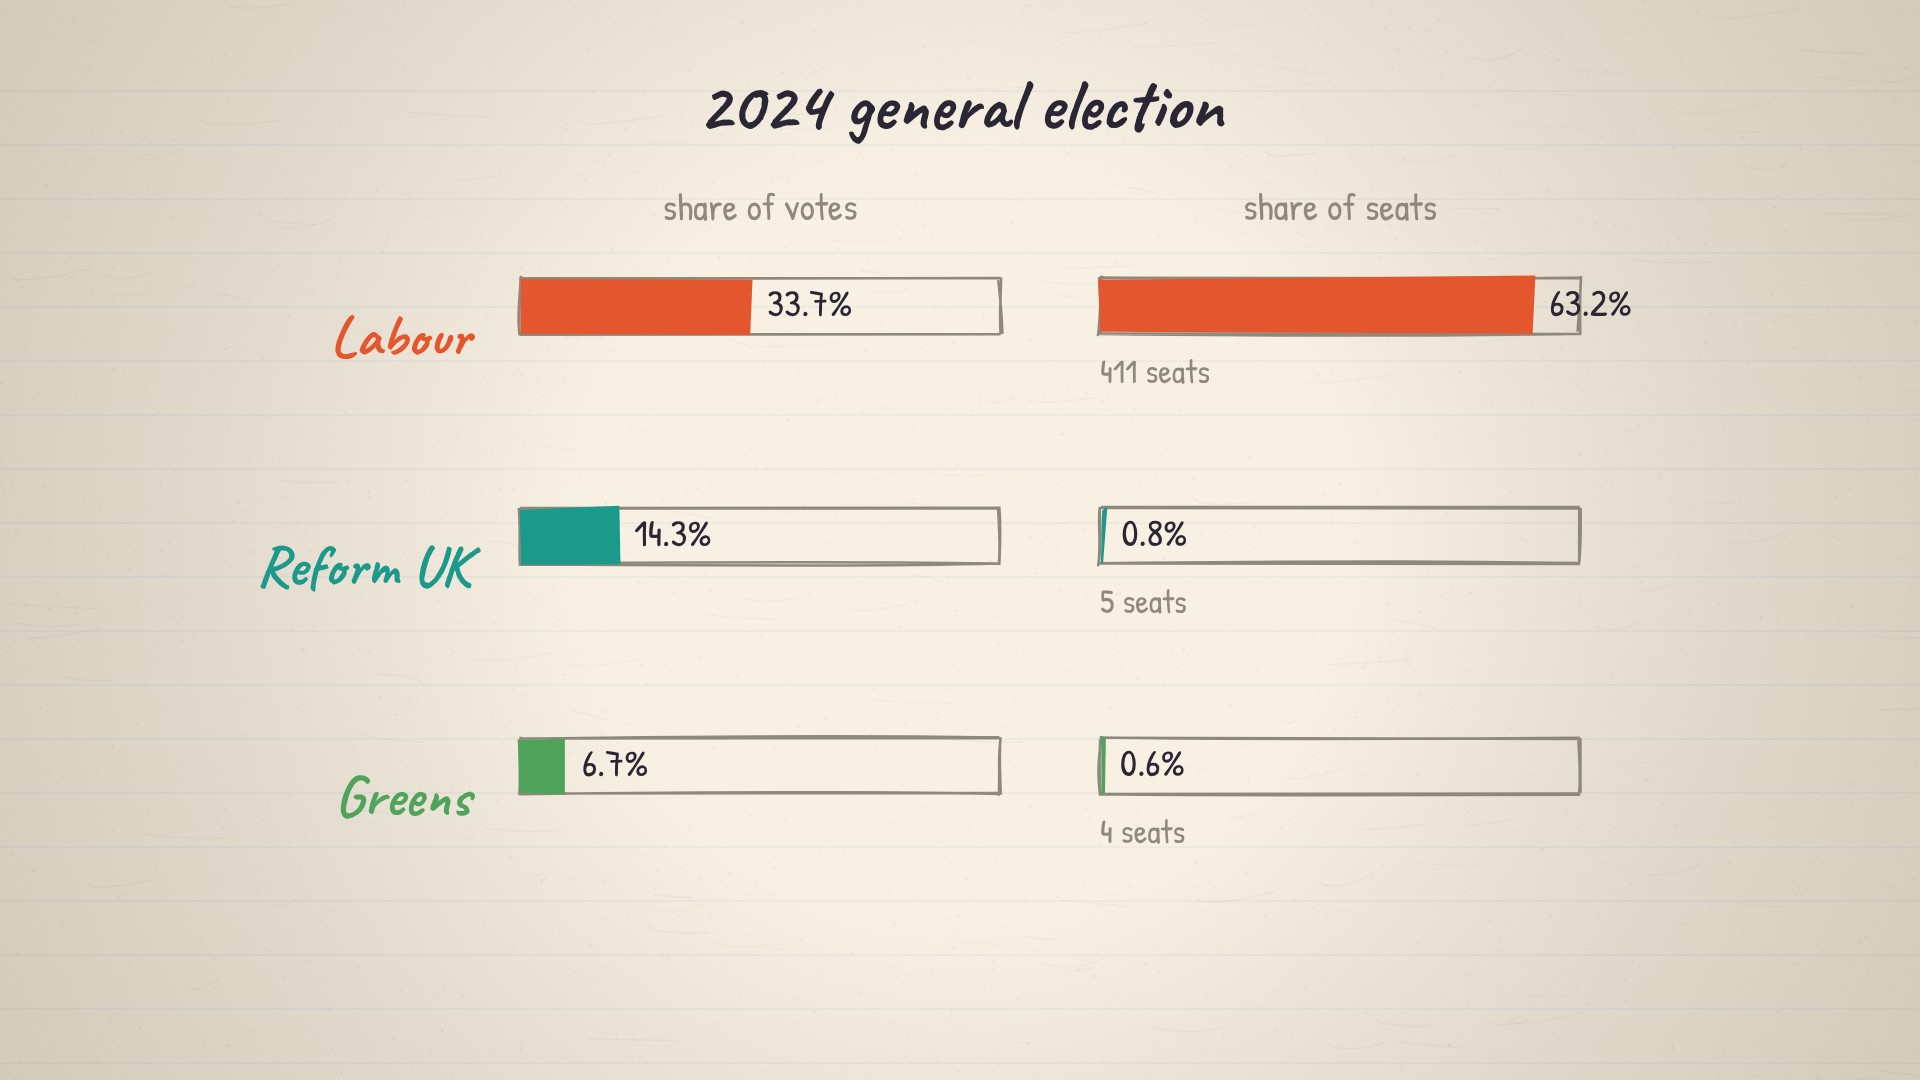 2024 general election
share of votes
share of seats
Labour
33.7%
63.2%
411 seats
Reform UK
14.3%
0.8%
5 seats
Greens
6.7%
0.6%
4 seats